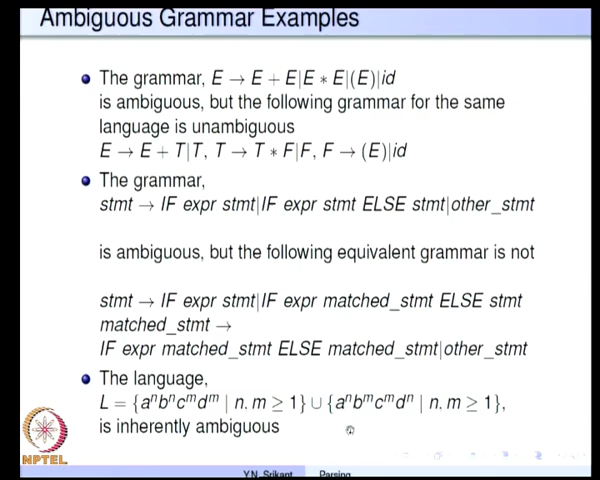 Ambiguous Grammar Examples
The grammar, E → E + E|E ∗ E|(E)|id
is ambiguous, but the following grammar for the same
language is unambiguous
E → E + T|T, T → T ∗ F|F, F → (E)|id
The grammar,
stmt → IF expr stmt|IF expr stmt ELSE stmt|other_stmt
is ambiguous, but the following equivalent grammar is not
stmt → IF expr stmt|IF expr matched_stmt ELSE stmt
matched_stmt →
IF expr matched_stmt ELSE matched_stmt|other_stmt
The language,
L = {aⁿbⁿcᵐdᵐ | n. m ≥ 1} ∪ {aⁿbᵐcᵐdⁿ | n. m ≥ 1},
is inherently ambiguous
NPTEL
Y.N. Srikant Parsing